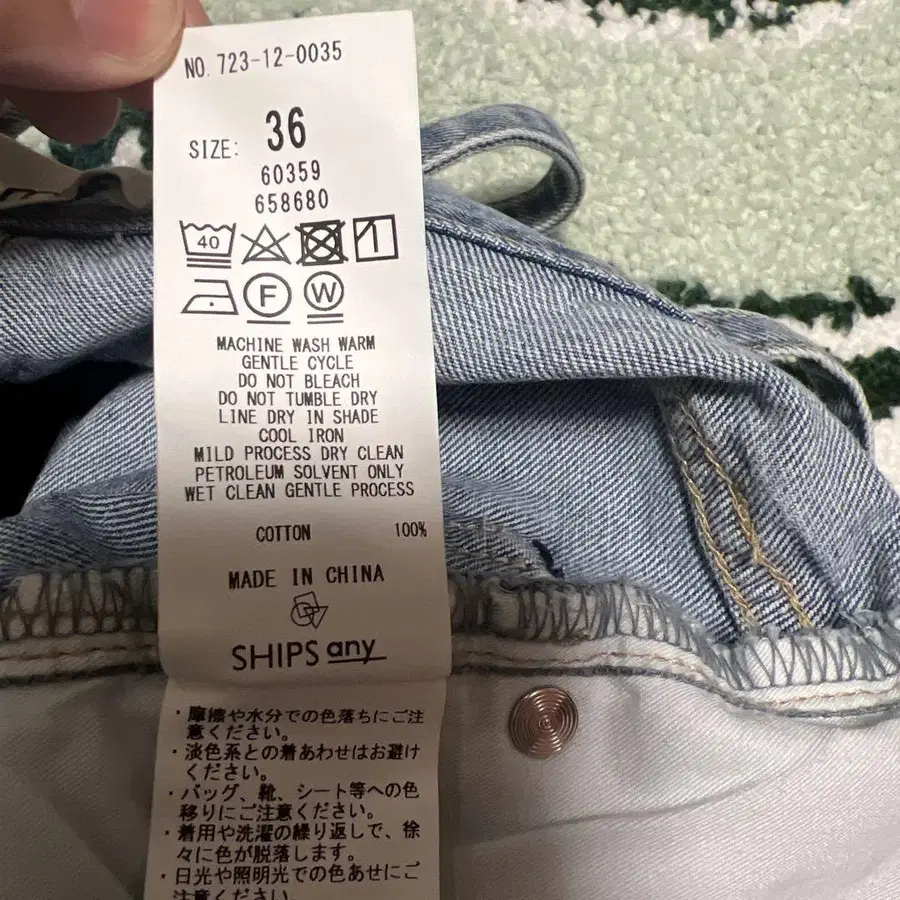 NO. 723-12-0035
SIZE: 36
60359
658680
40
F W
MACHINE WASH WARM
GENTLE CYCLE
DO NOT BLEACH
DO NOT TUMBLE DRY
LINE DRY IN SHADE
COOL IRON
MILD PROCESS DRY CLEAN
PETROLEUM SOLVENT ONLY
WET CLEAN GENTLE PROCESS
COTTON 100%
MADE IN CHINA
SHIPS any
・摩擦や水分での色落ちにご注
意ください。
・淡色系との着あわせはお避け
ください。
・バッグ、靴、シート等への色
移りにご注意ください。
・着用や洗濯の繰り返しで、徐
々に色が脱落します。
・日光や照明光での色あせにご
注意ください。